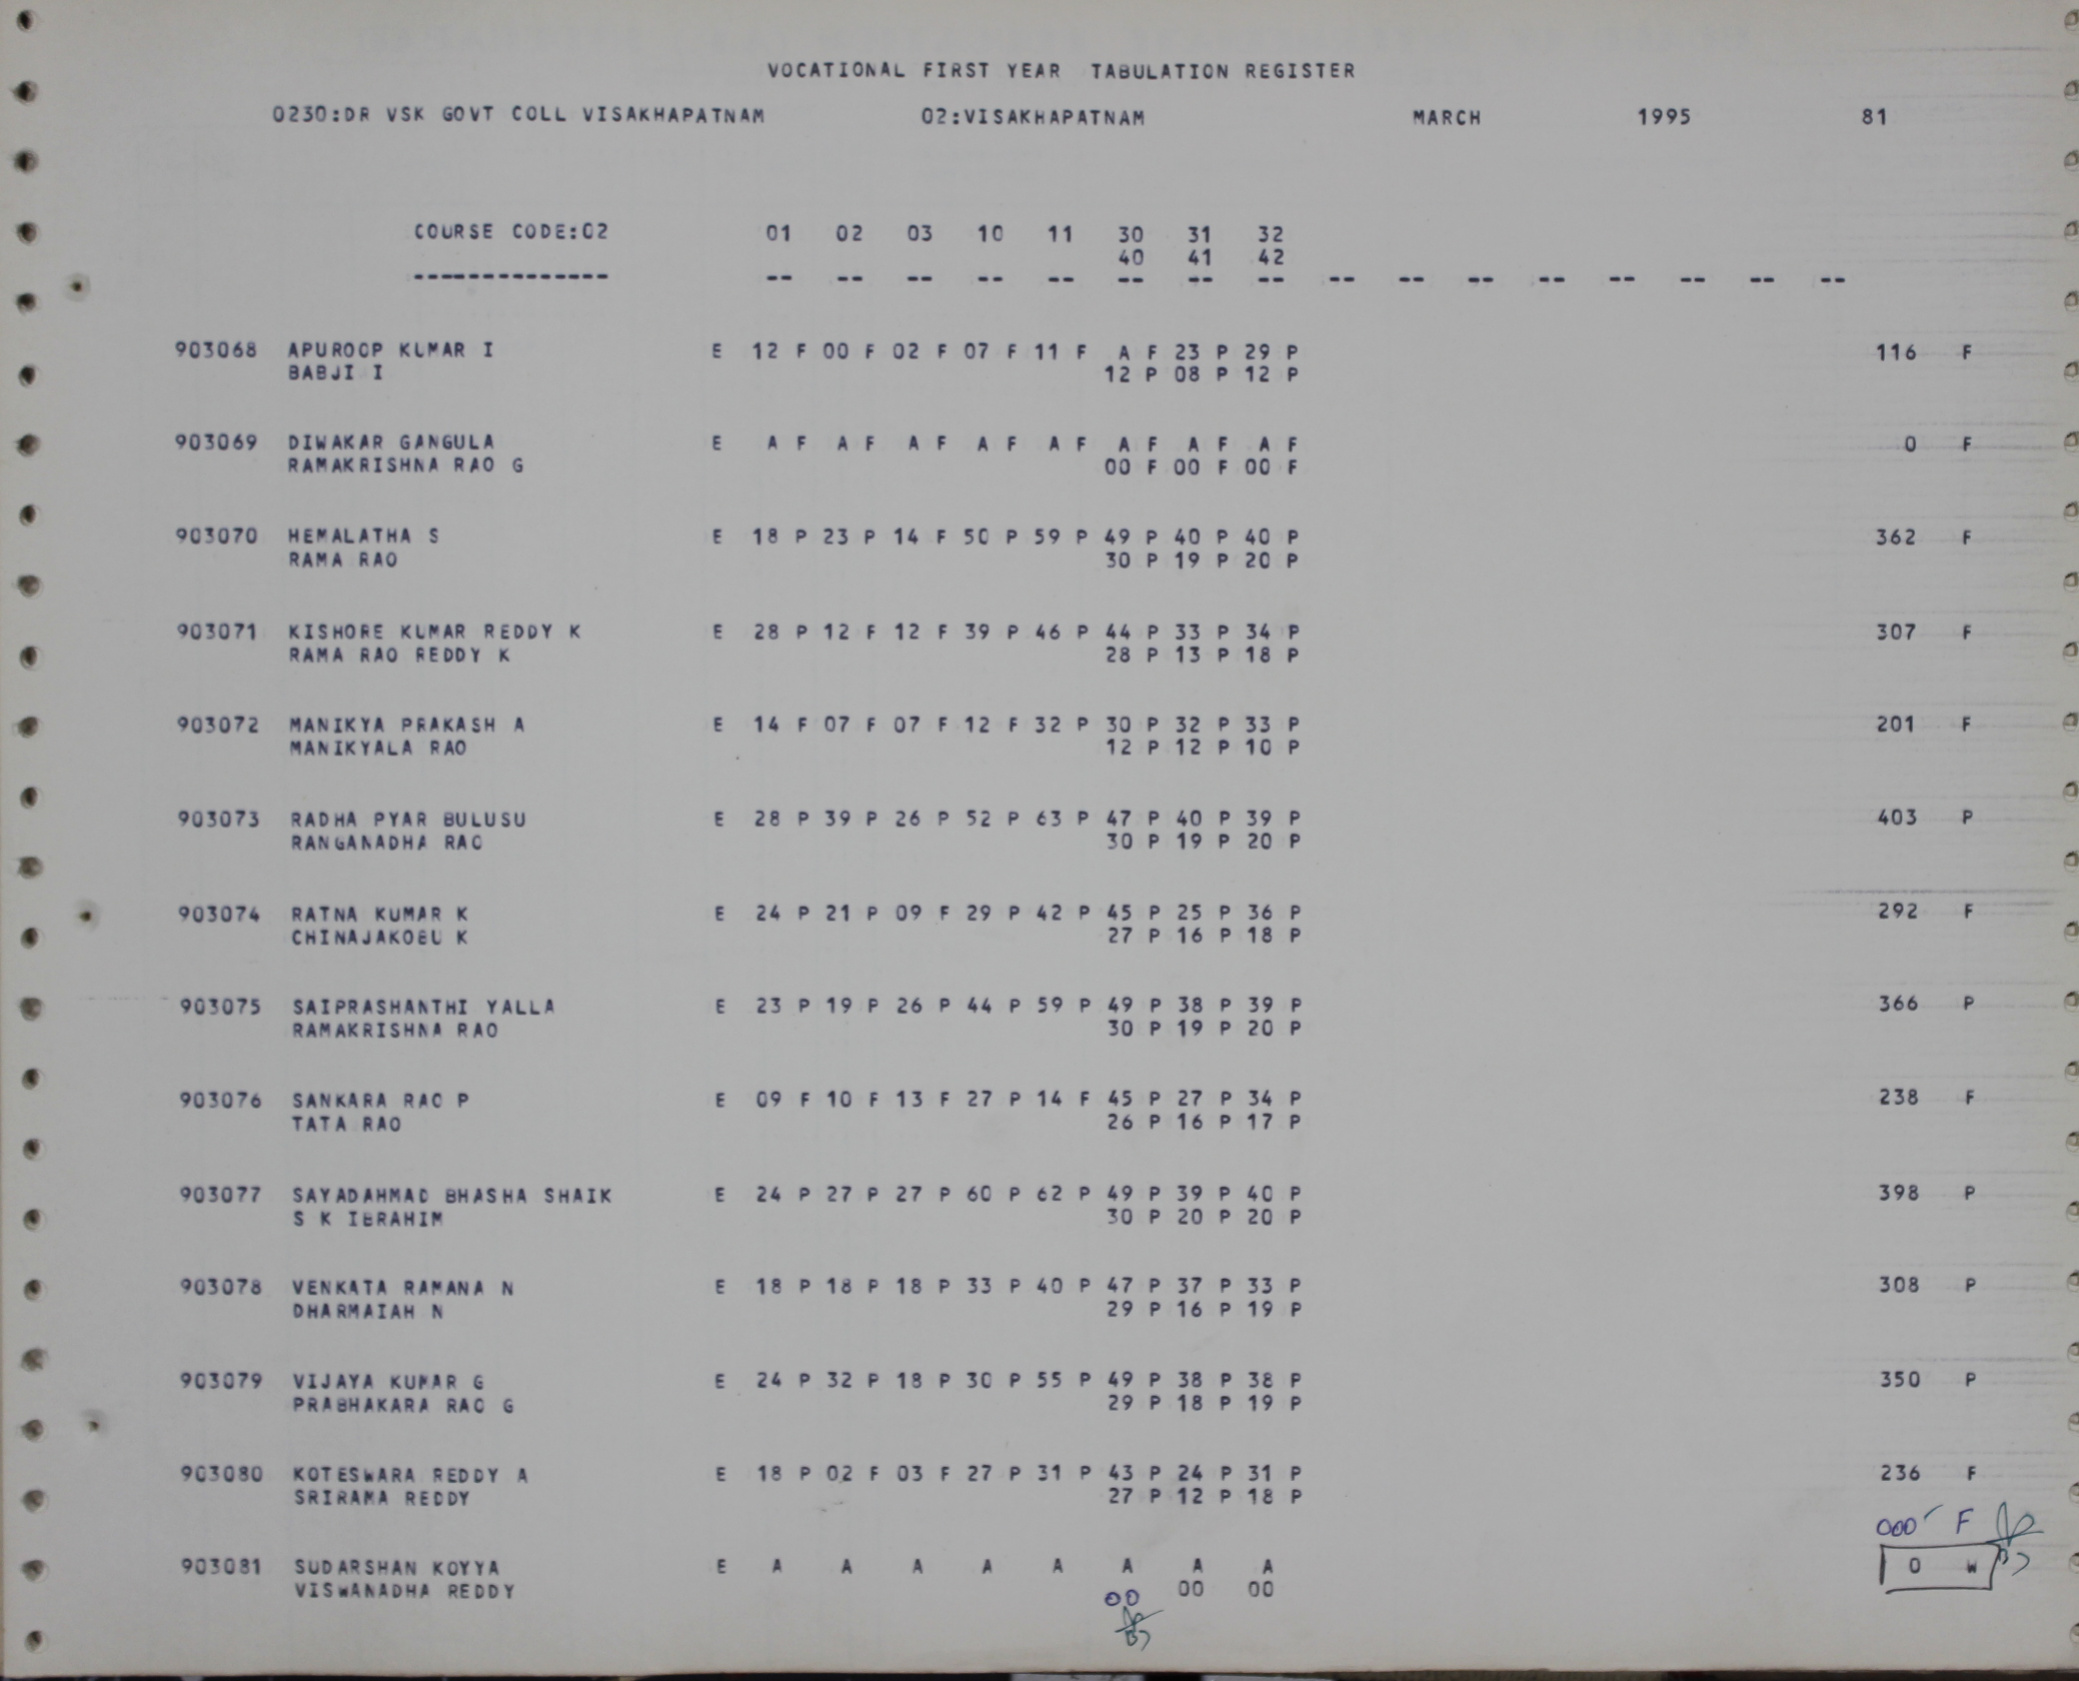 VOCATIONAL FIRST YEAR TABULATION REGISTER
0230:DR VSK GOVT COLL VISAKHAPATNAM 02:VISAKHAPATNAM MARCH 1995 81
COURSE CODE:02 01 02 03 10 11 30 31 32
40 41 42
-------------- -- -- -- -- -- -- -- -- -- -- -- -- -- -- -- --
903068 APUROOP KUMAR I E 12 F 00 F 02 F 07 F 11 F A F 23 P 29 P 116 F
BABJI I 12 P 08 P 12 P
903069 DIWAKAR GANGULA E A F A F A F A F A F A F A F A F 0 F
RAMAKRISHNA RAO G 00 F 00 F 00 F
903070 HEMALATHA S E 18 P 23 P 14 F 50 P 59 P 49 P 40 P 40 P 362 F
RAMA RAO 30 P 19 P 20 P
903071 KISHORE KUMAR REDDY K E 28 P 12 F 12 F 39 P 46 P 44 P 33 P 34 P 307 F
RAMA RAO REDDY K 28 P 13 P 18 P
903072 MANIKYA PRAKASH A E 14 F 07 F 07 F 12 F 32 P 30 P 32 P 33 P 201 F
MANIKYALA RAO 12 P 12 P 10 P
903073 RADHA PYAR BULUSU E 28 P 39 P 26 P 52 P 63 P 47 P 40 P 39 P 403 P
RANGANADHA RAO 30 P 19 P 20 P
903074 RATNA KUMAR K E 24 P 21 P 09 F 29 P 42 P 45 P 25 P 36 P 292 F
CHINAJAKOBU K 27 P 16 P 18 P
903075 SAIPRASHANTHI YALLA E 23 P 19 P 26 P 44 P 59 P 49 P 38 P 39 P 366 P
RAMAKRISHNA RAO 30 P 19 P 20 P
903076 SANKARA RAO P E 09 F 10 F 13 F 27 P 14 F 45 P 27 P 34 P 238 F
TATA RAO 26 P 16 P 17 P
903077 SAYADAHMAD BHASHA SHAIK E 24 P 27 P 27 P 60 P 62 P 49 P 39 P 40 P 398 P
S K IBRAHIM 30 P 20 P 20 P
903078 VENKATA RAMANA N E 18 P 18 P 18 P 33 P 40 P 47 P 37 P 33 P 308 P
DHARMAIAH N 29 P 16 P 19 P
903079 VIJAYA KUMAR G E 24 P 32 P 18 P 30 P 55 P 49 P 38 P 38 P 350 P
PRABHAKARA RAO G 29 P 18 P 19 P
903080 KOTESWARA REDDY A E 18 P 02 F 03 F 27 P 31 P 43 P 24 P 31 P 236 F
SRIRAMA REDDY 27 P 12 P 18 P
000 F
903081 SUDARSHAN KOYYA E A A A A A A A A 0 W
VISWANADHA REDDY 00 00 00